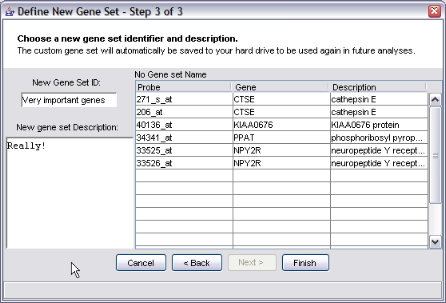 Define New Gene Set - Step 3 of 3
Choose a new gene set identifier and description.
The custom gene set will automatically be saved to your hard drive to be used again in future analyses.
New Gene Set ID:
Very important genes
New gene set Description:
Really!
No Gene set Name
Probe Gene Description
271_s_at CTSE cathepsin E
206_at CTSE cathepsin E
40136_at KIAA0676 KIAA0676 protein
34341_at PPAT phosphoribosyl pyrop...
33525_at NPY2R neuropeptide Y recept...
33526_at NPY2R neuropeptide Y recept...
Cancel < Back Next > Finish